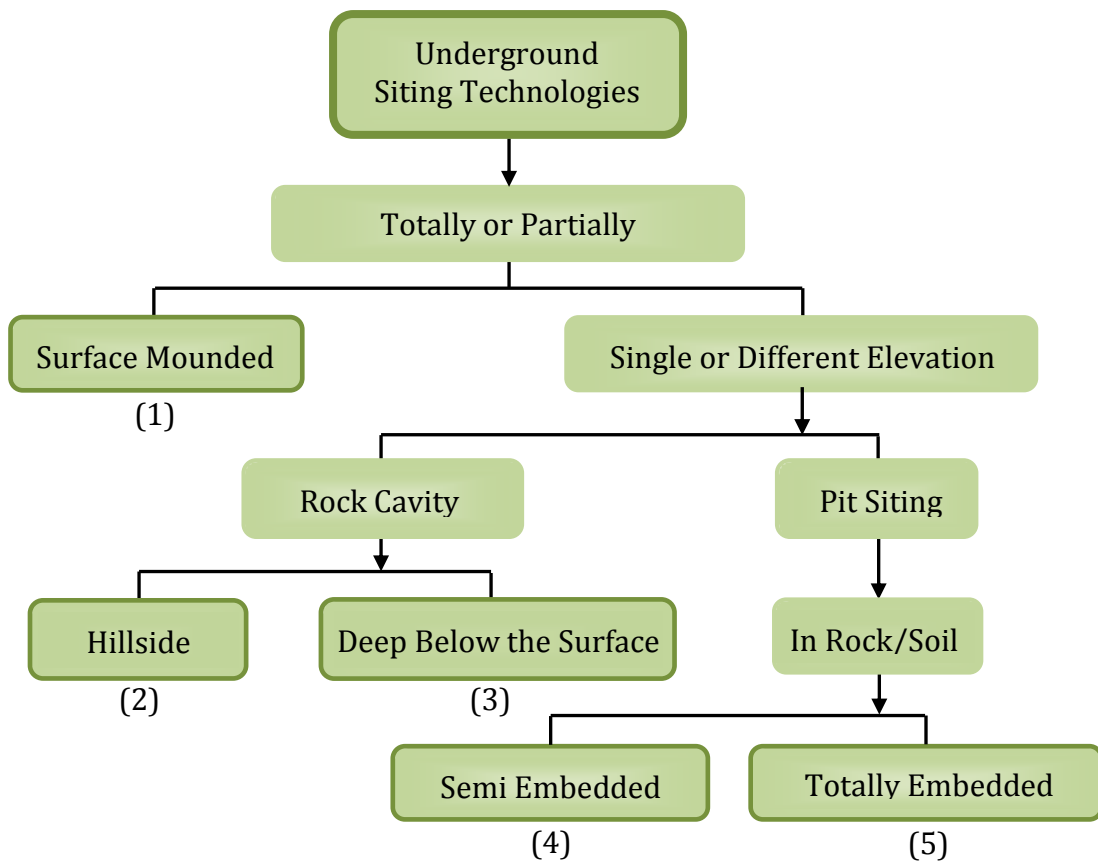 Underground
Siting Technologies
Totally or Partially
Surface Mounded
Single or Different Elevation
(1)
Rock Cavity
Pit Siting
Hillside
Deep Below the Surface
In Rock/Soil
(2)
(3)
Semi Embedded
Totally Embedded
(4)
(5)